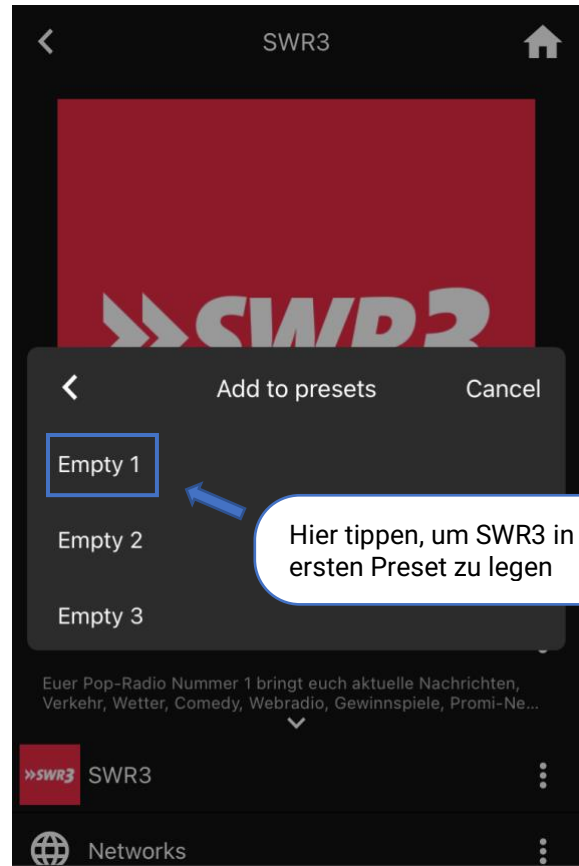 SWR3
»SWR3
Add to presets
Cancel
Empty 1
Empty 2
Empty 3
Hier tippen, um SWR3 in
ersten Preset zu legen
Euer Pop-Radio Nummer 1 bringt euch aktuelle Nachrichten,
Verkehr, Wetter, Comedy, Webradio, Gewinnspiele, Promi-Ne...
»SWR3
SWR3
Networks